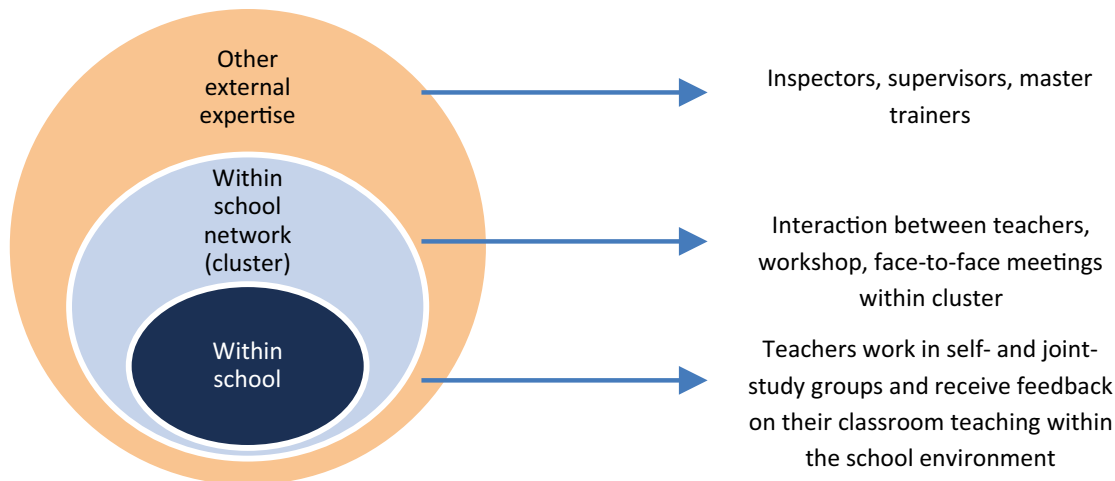 Other
external
expertise
Inspectors, supervisors, master
trainers
Within
school
network
(cluster)
Interaction between teachers,
workshop, face-to-face meetings
within cluster
Within
school
Teachers work in self- and joint-
study groups and receive feedback
on their classroom teaching within
the school environment